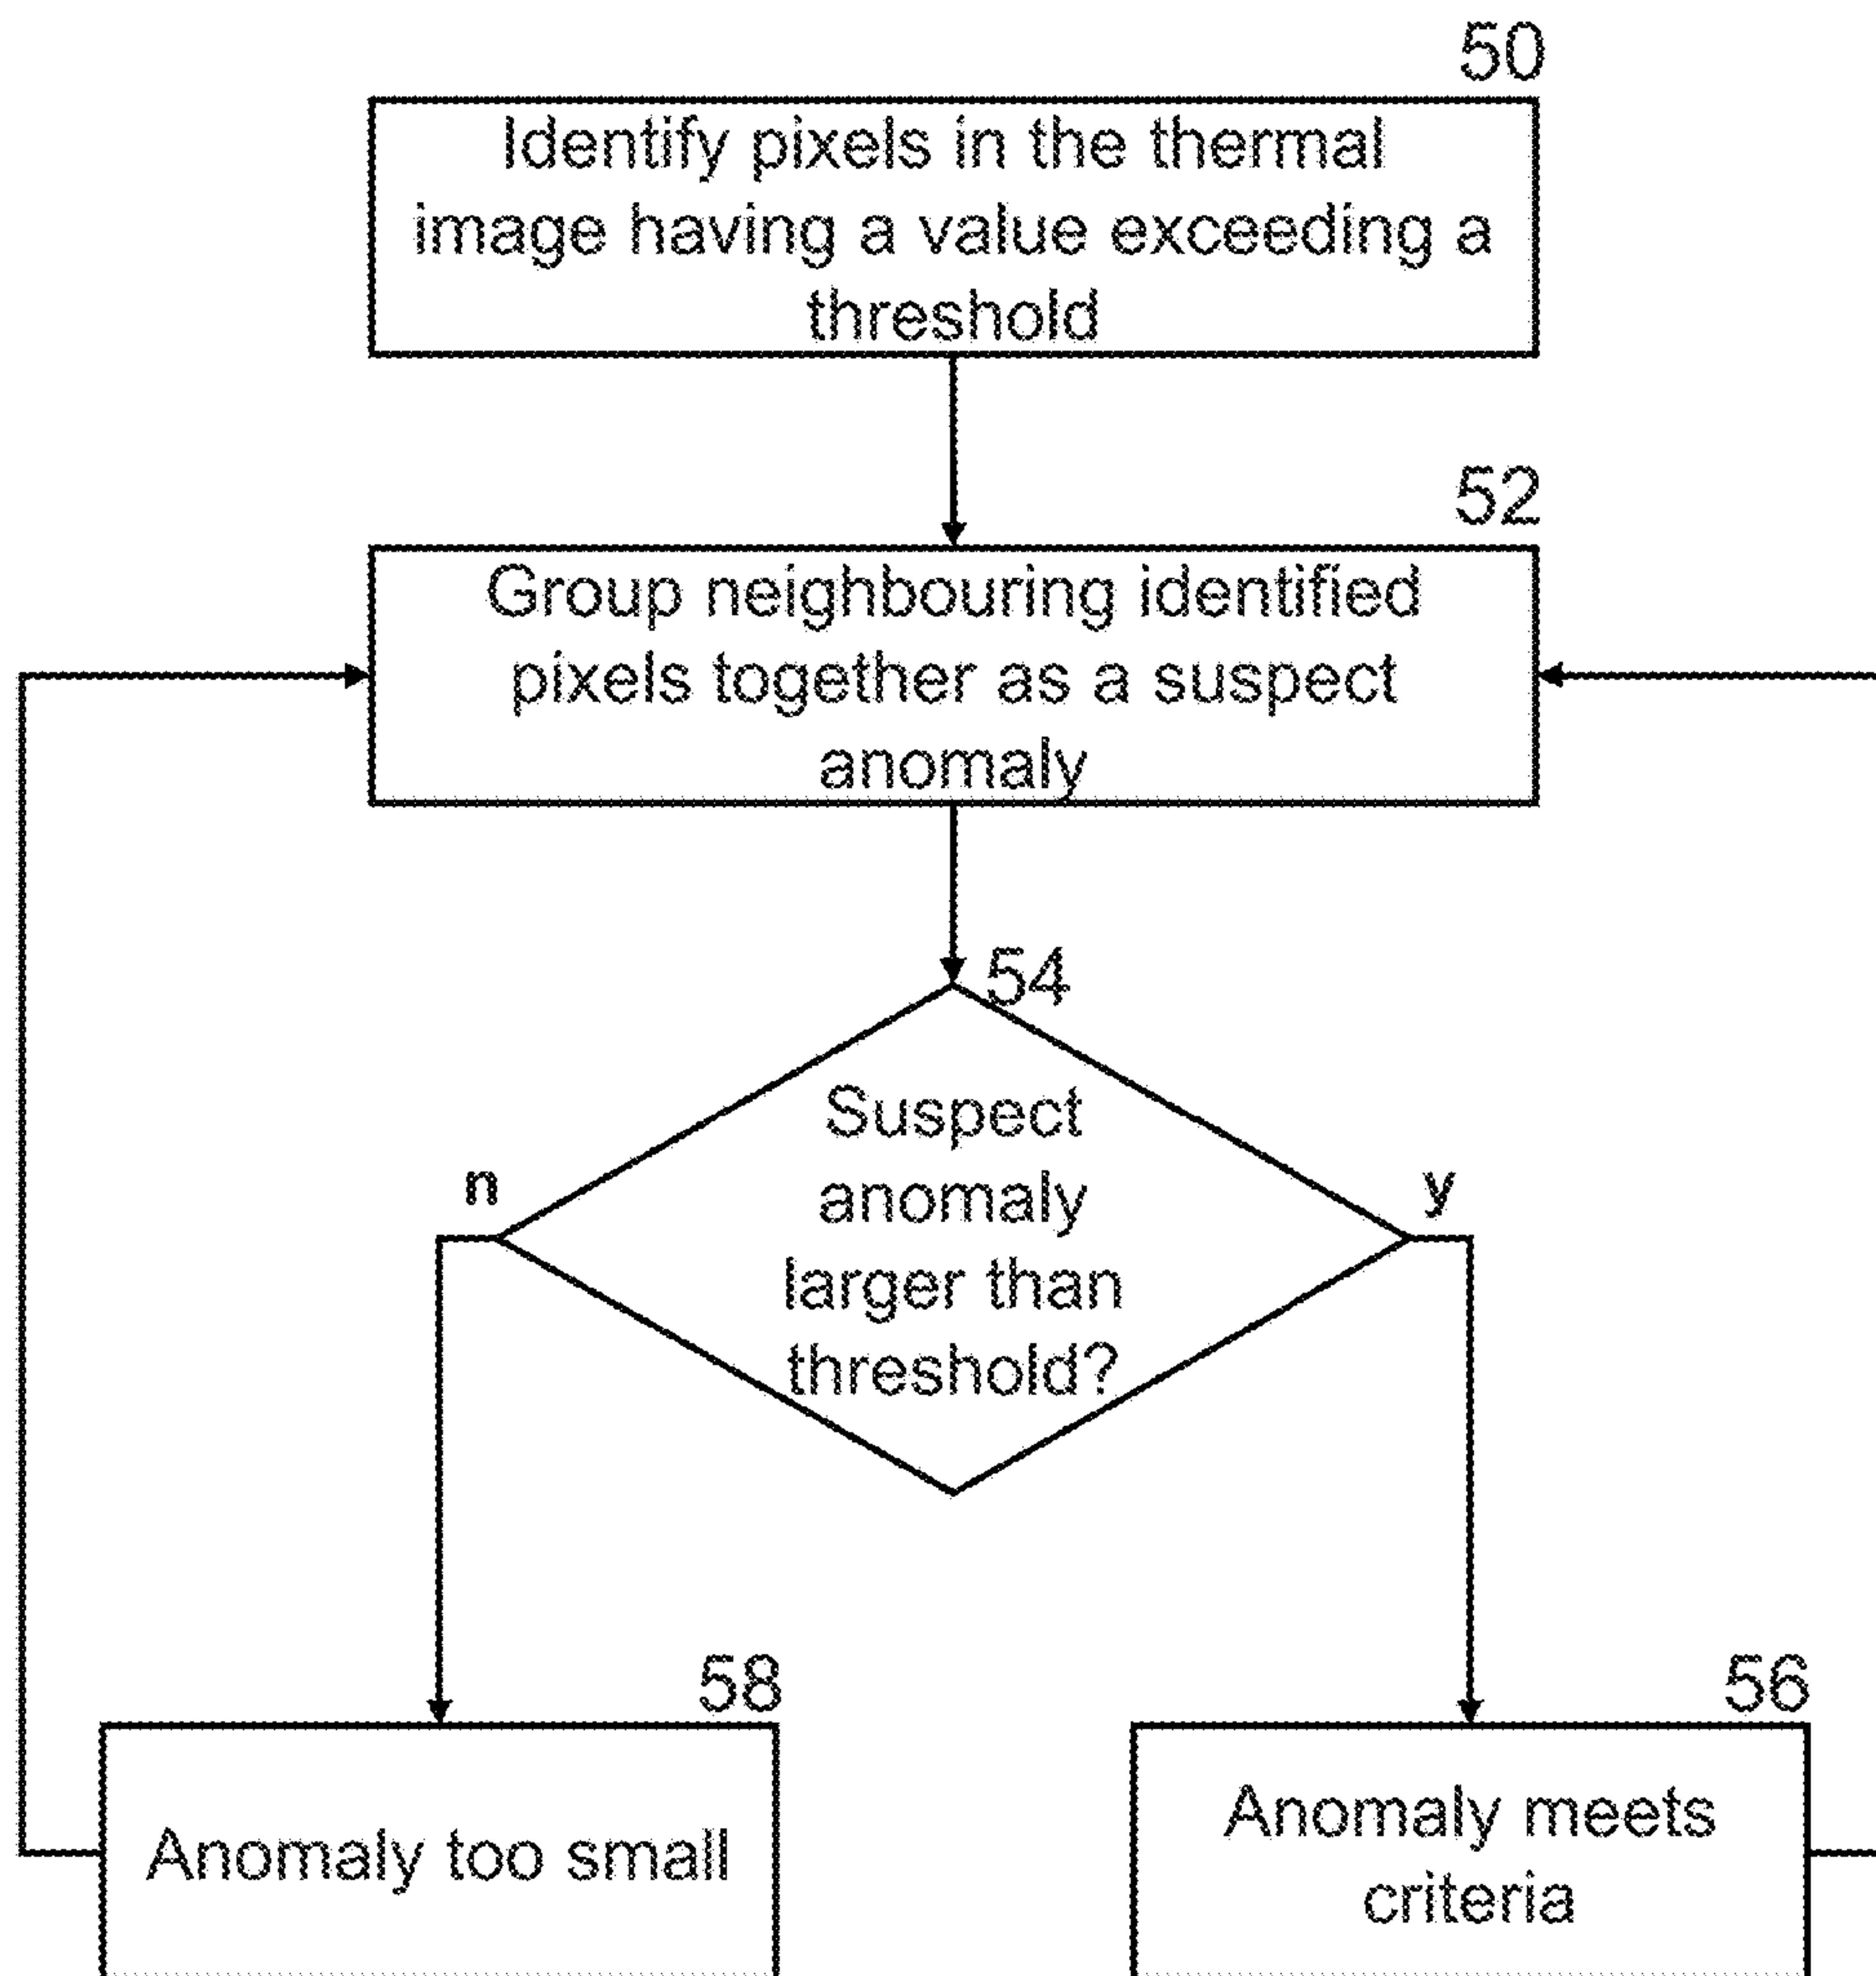 50
Identify pixels in the thermal
image having a value exceeding a
threshold
52
Group neighbouring identified
pixels together as a suspect
anomaly
54
Suspect
anomaly
larger than
threshold?
n
y
58
Anomaly too small
56
Anomaly meets
criteria